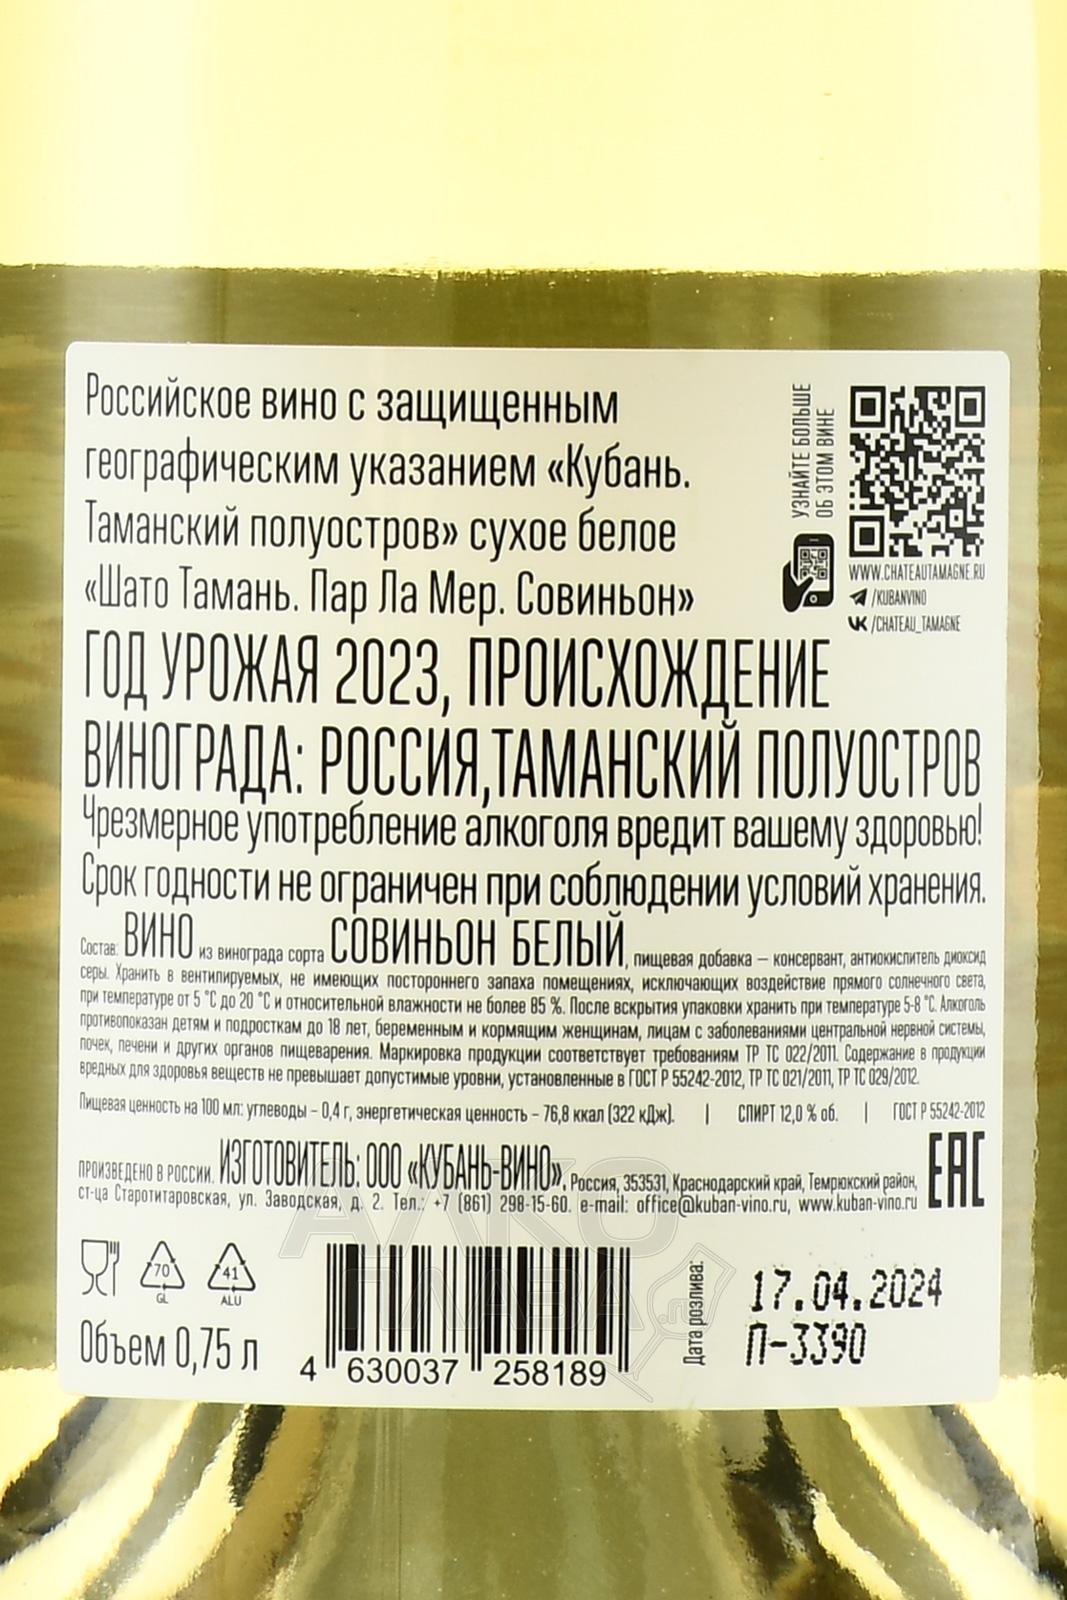 Российское вино с защищенным
географическим указанием «Кубань.
Таманский полуостров» сухое белое
«Шато Тамань. Пар Ла Мер. Совиньон»
УЗНАЙТЕ БОЛЬШЕ
ОБ ЭТОМ ВИНЕ
WWW.CHATEAUTAMAGNE.RU
/KUBANVINO
/CHATEAU_TAMAGNE
ГОД УРОЖАЯ 2023, ПРОИСХОЖДЕНИЕ
ВИНОГРАДА: РОССИЯ,ТАМАНСКИЙ ПОЛУОСТРОВ
Чрезмерное употребление алкоголя вредит вашему здоровью!
Срок годности не ограничен при соблюдении условий хранения.
Состав: ВИНО из винограда сорта СОВИНЬОН БЕЛЫЙ, пищевая добавка – консервант, антиокислитель диоксид
серы. Хранить в вентилируемых, не имеющих постороннего запаха помещениях, исключающих воздействие прямого солнечного света,
при температуре от 5 °С до 20 °С и относительной влажности не более 85 %. После вскрытия упаковки хранить при температуре 5-8 °С. Алкоголь
противопоказан детям и подросткам до 18 лет, беременным и кормящим женщинам, лицам с заболеваниями центральной нервной системы,
почек, печени и других органов пищеварения. Маркировка продукции соответствует требованиям ТР ТС 022/2011. Содержание в продукции
вредных для здоровья веществ не превышает допустимые уровни, установленные в ГОСТ Р 55242-2012, ТР ТС 021/2011, ТР ТС 029/2012.
Пищевая ценность на 100 мл: углеводы – 0,4 г, энергетическая ценность – 76,8 ккал (322 кДж). | СПИРТ 12,0 % об. | ГОСТ Р 55242-2012
ПРОИЗВЕДЕНО В РОССИИ. ИЗГОТОВИТЕЛЬ: ООО «КУБАНЬ-ВИНО», Россия, 353531, Краснодарский край, Темрюкский район,
ст-ца Старотитаровская, ул. Заводская, д. 2. Тел.: +7 (861) 298-15-60. e-mail: office@kuban-vino.ru, www.kuban-vino.ru
EAC
70
GL
41
ALU
Объем 0,75 л
4 630037 258189
Дата розлива:
17.04.2024
П-3390
АЛКО
ПЛАВА.ru